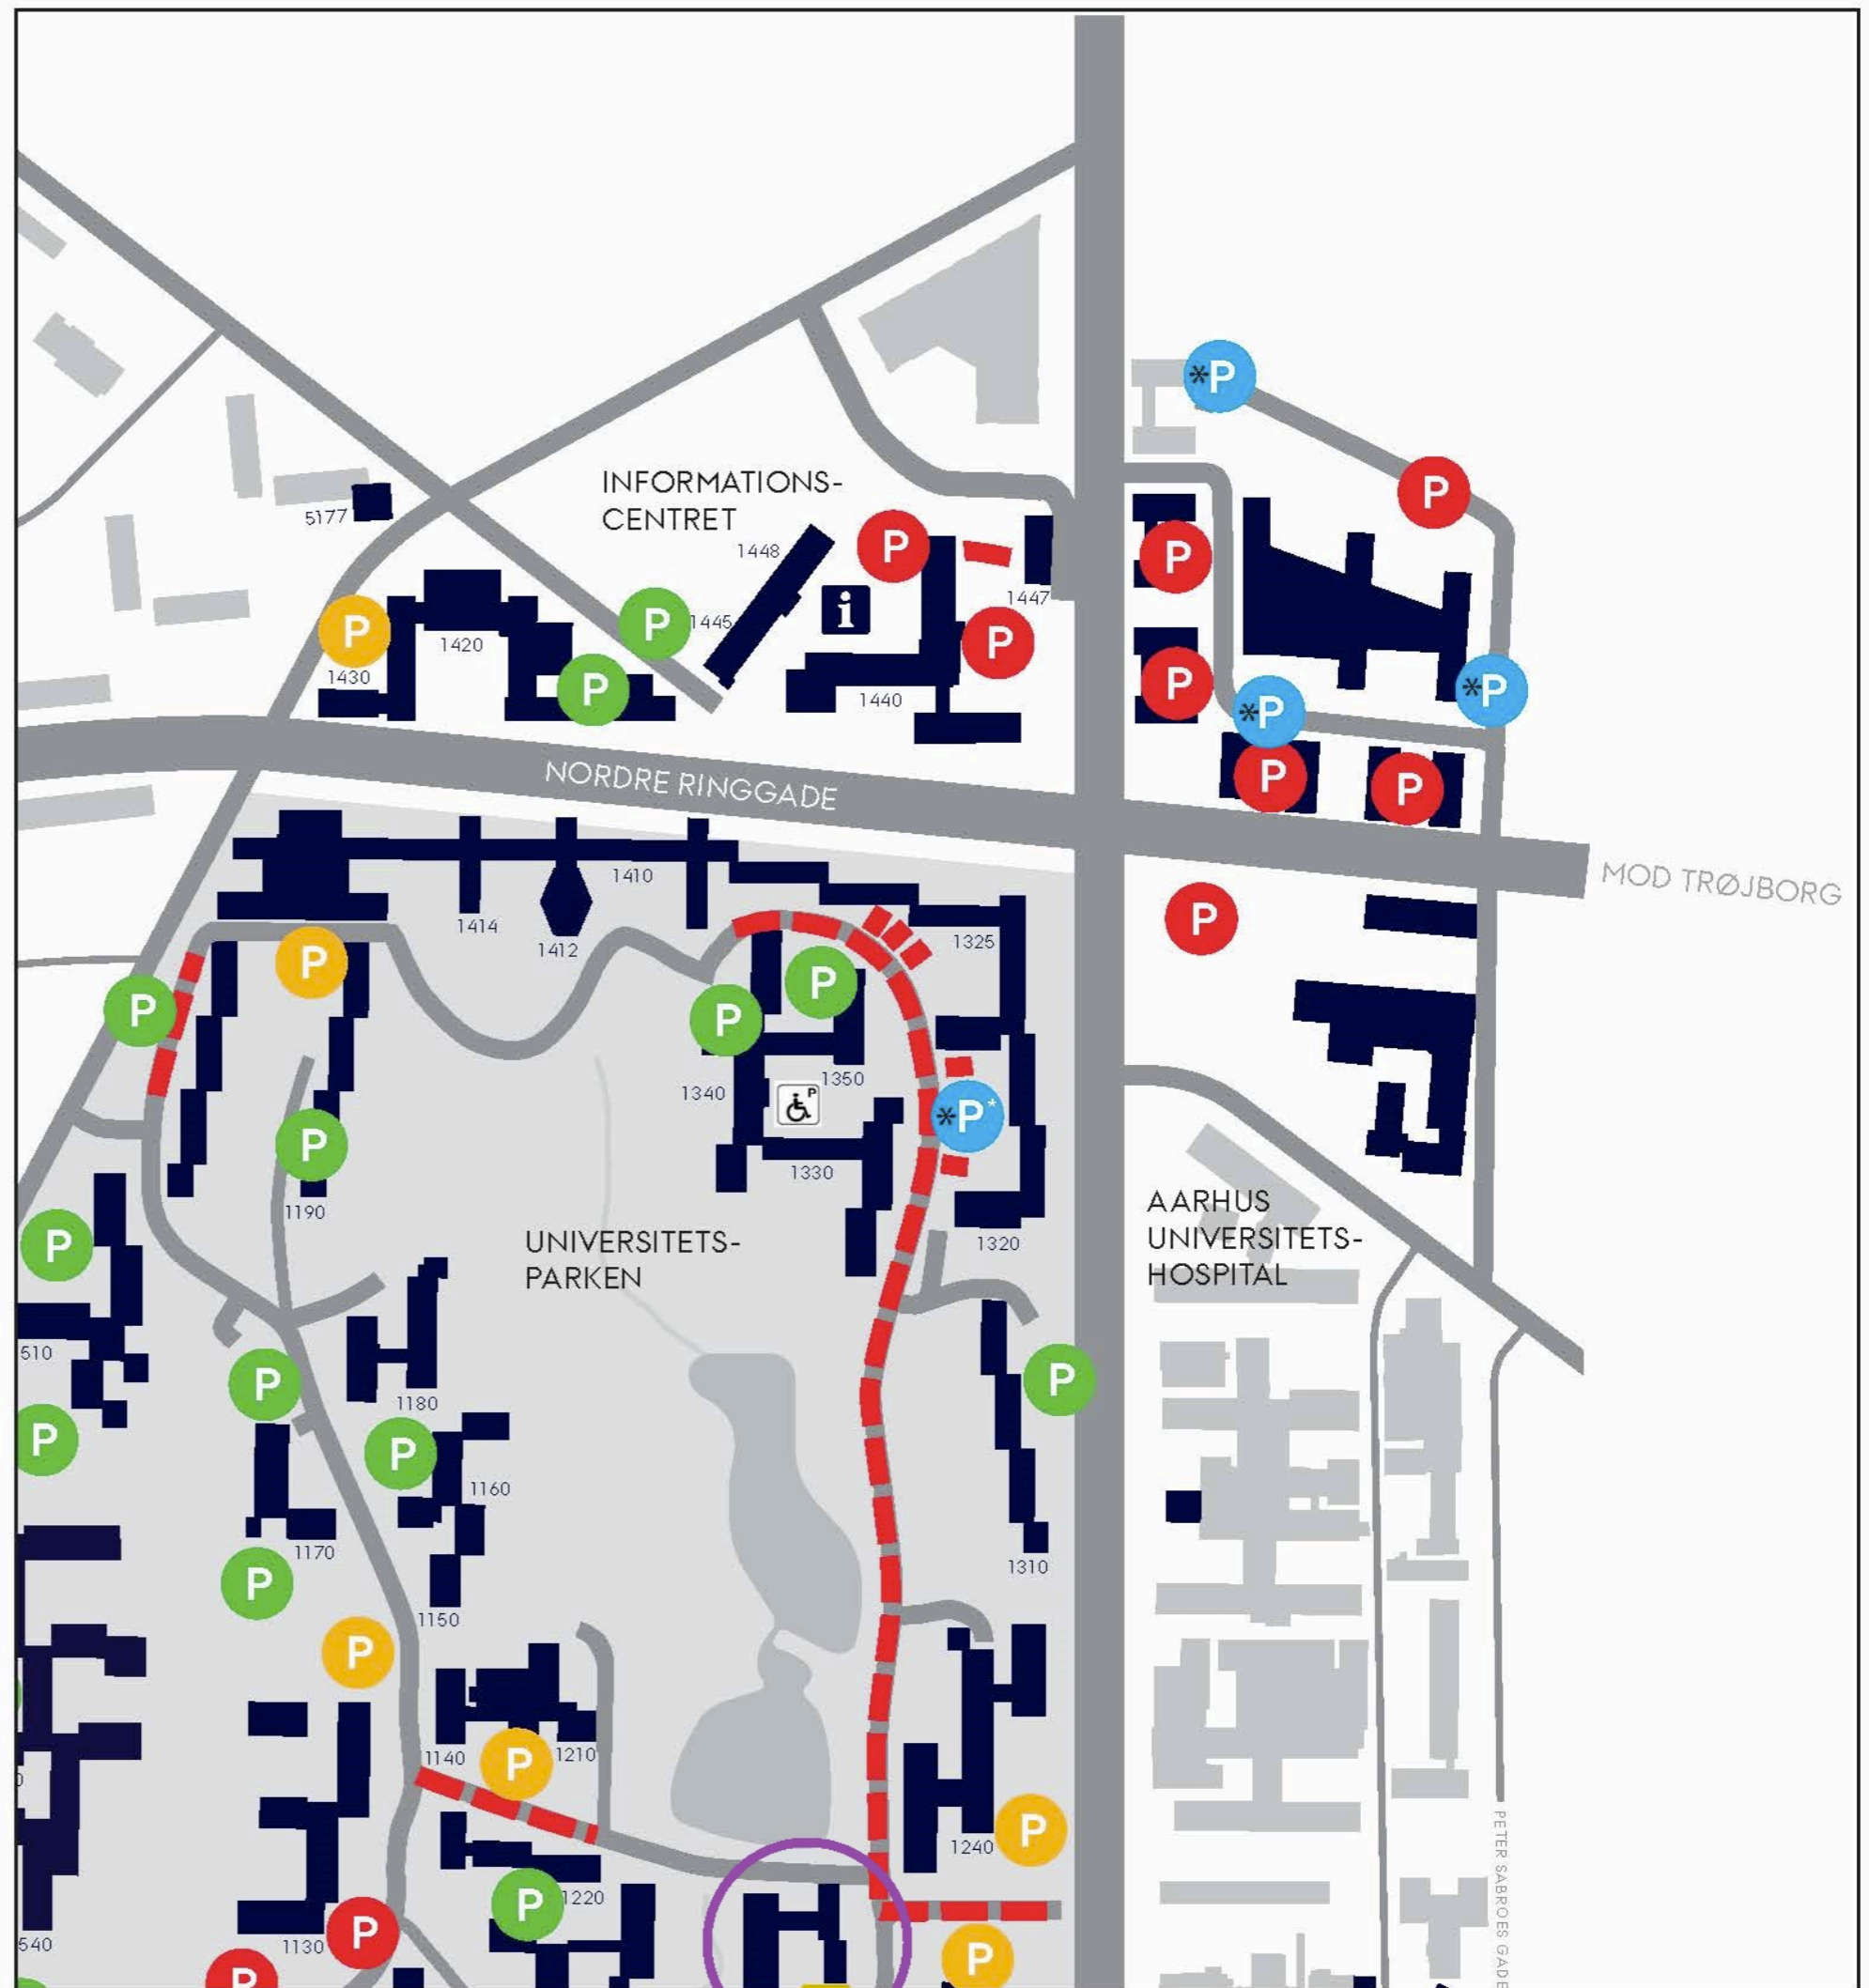 *P
P
INFORMATIONS-
CENTRET
5177
1448
P
P
1447
P
1445
i
P
1420
P
1430
P
1440
P
*P
*P
P
P
NORDRE RINGGADE
MOD TRØJBORG
1410
P
1414
1412
1325
P
P
P
P
1350
1340
P
*P*
P
1330
1190
AARHUS
UNIVERSITETS-
HOSPITAL
UNIVERSITETS-
PARKEN
1320
P
510
P
P
1180
P
P
1160
1170
1310
P
1150
P
1140
P
1210
P
1240
PETER SABROES GADE
P
1220
P
1130
540
P
P